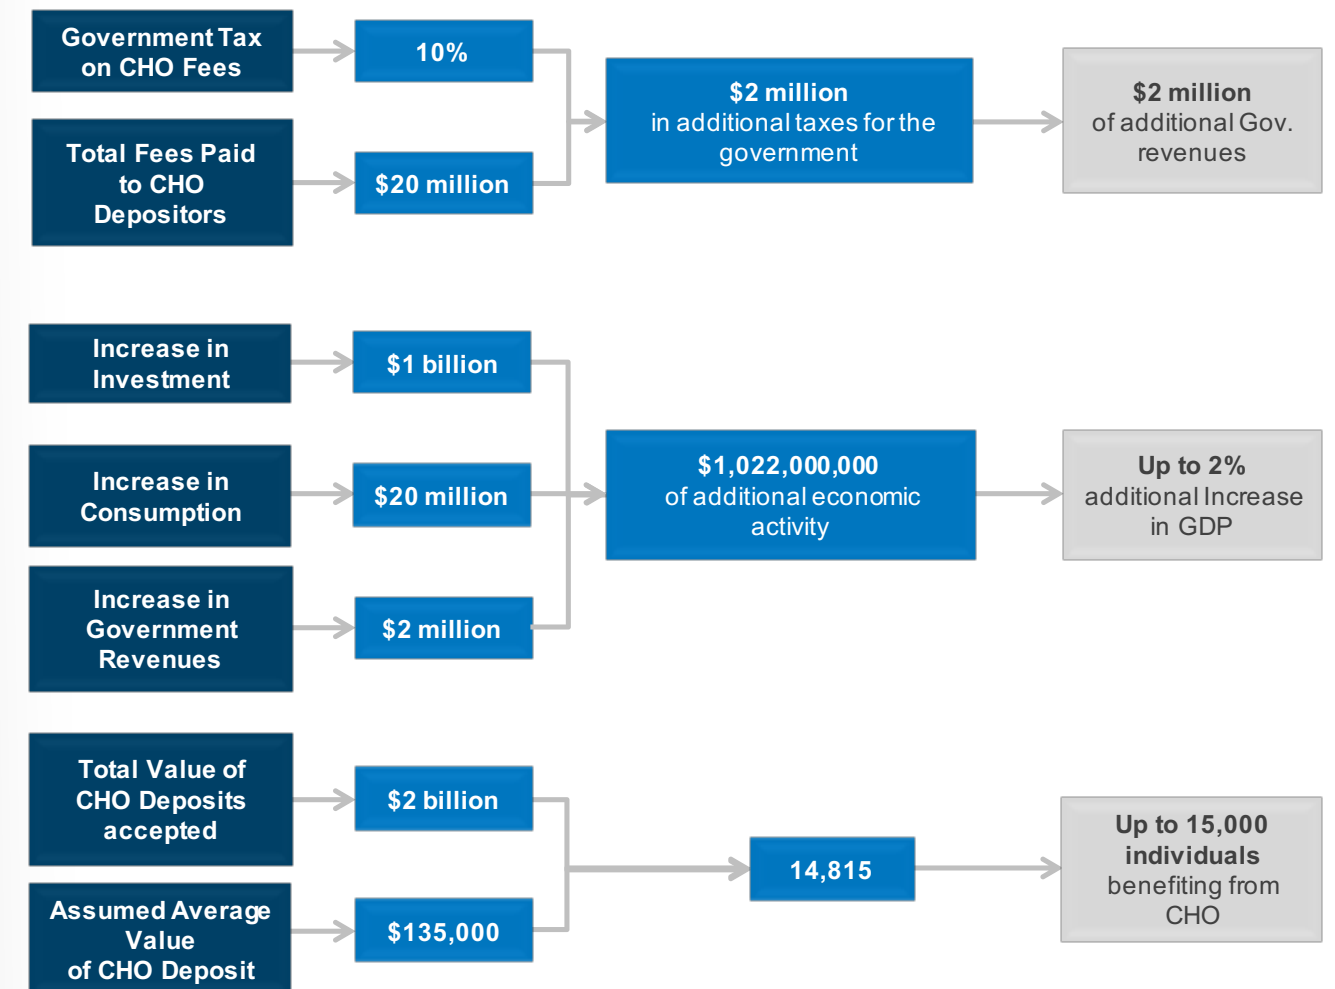 Government Tax
on CHO Fees
10%
Total Fees Paid
to CHO
Depositors
$20 million
$2 million
in additional taxes for the
government
$2 million
of additional Gov.
revenues
Increase in
Investment
$1 billion
Increase in
Consumption
$20 million
Increase in
Government
Revenues
$2 million
$1,022,000,000
of additional economic
activity
Up to 2%
additional Increase
in GDP
Total Value of
CHO Deposits
accepted
$2 billion
Assumed Average
Value
of CHO Deposit
$135,000
14,815
Up to 15,000
individuals
benefiting from
CHO